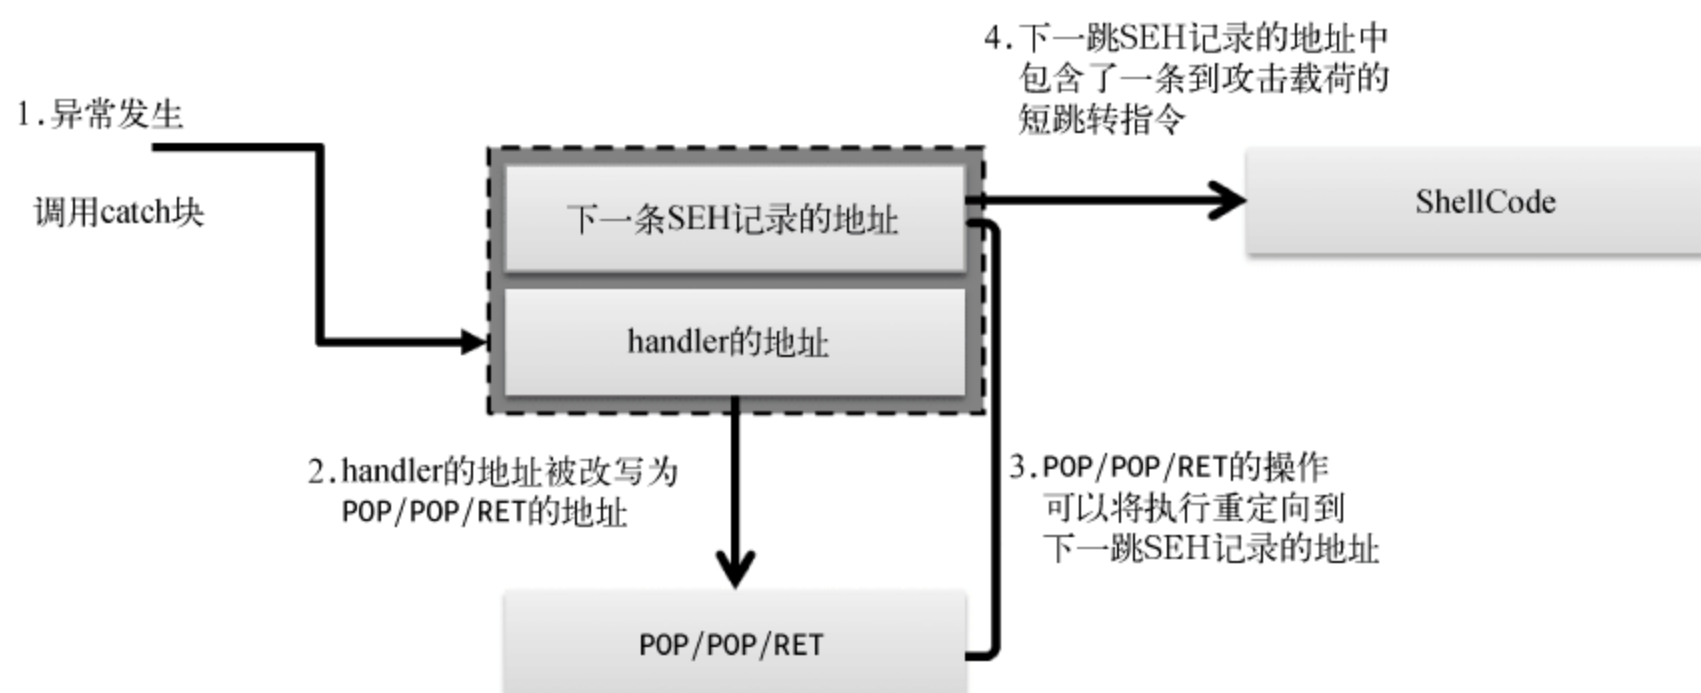 1.异常发生
调用catch块
下一条SEH记录的地址
handler的地址
2.handler的地址被改写为
POP/POP/RET的地址
POP/POP/RET
3.POP/POP/RET的操作
可以将执行重定向到
下一跳SEH记录的地址
4.下一跳SEH记录的地址中
包含了一条到攻击载荷的
短跳转指令
ShellCode